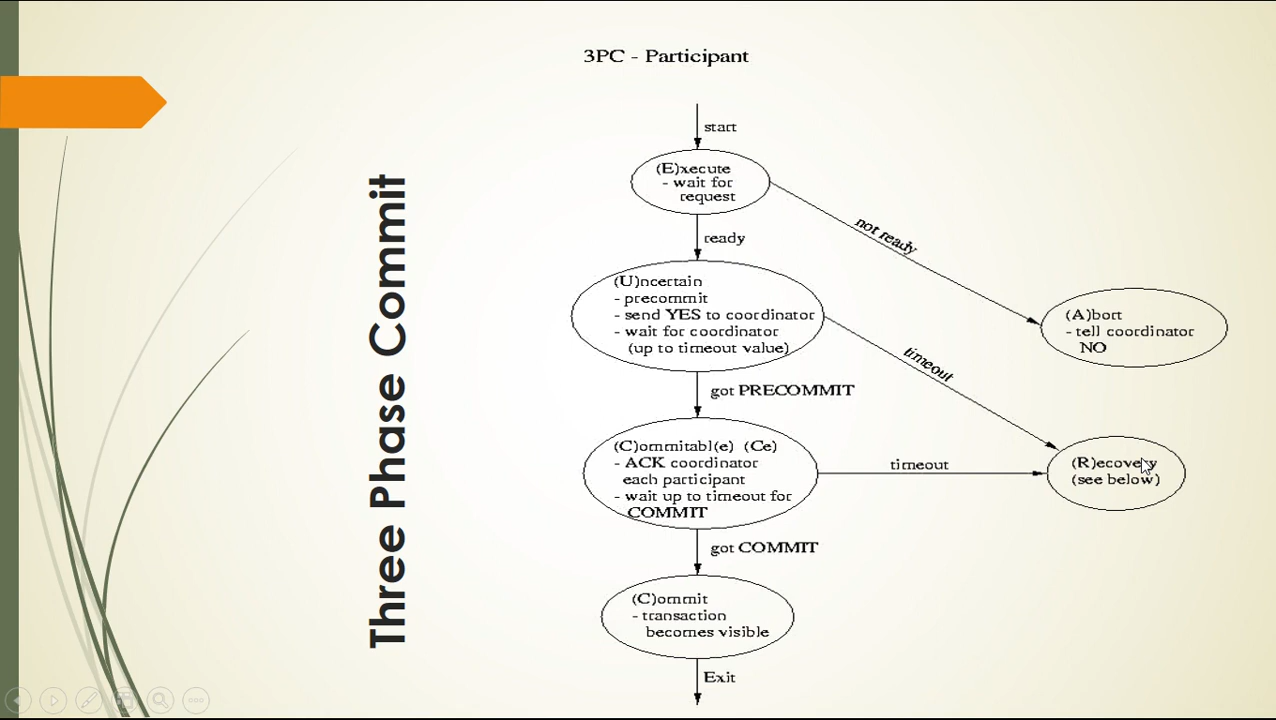 3PC - Participant
Three Phase Commit
start
(E)xecute
- wait for
request
not ready
ready
(U)ncertain
- precommit
- send YES to coordinator
- wait for coordinator
(up to timeout value)
(A)bort
- tell coordinator
NO
timeout
got PRECOMMIT
(C)ommitabl(e) (Ce)
- ACK coordinator
each participant
- wait up to timeout for
COMMIT
timeout
(R)ecovery
(see below)
got COMMIT
(C)ommit
- transaction
becomes visible
Exit